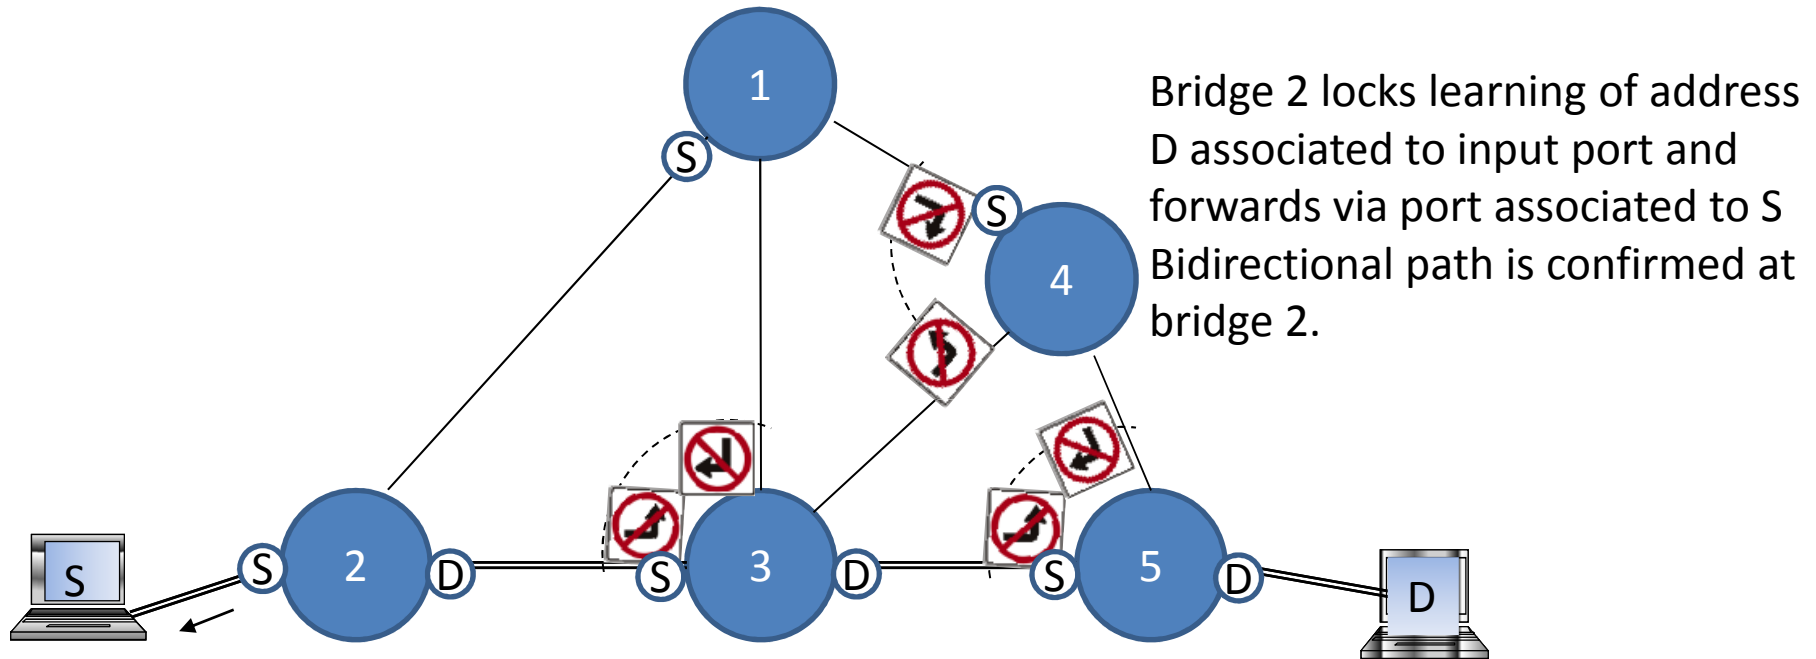 1
Bridge 2 locks learning of address
D associated to input port and
forwards via port associated to S
Bidirectional path is confirmed at
bridge 2.
S
S
4
S
S
2
D
S
3
D
S
5
D
D